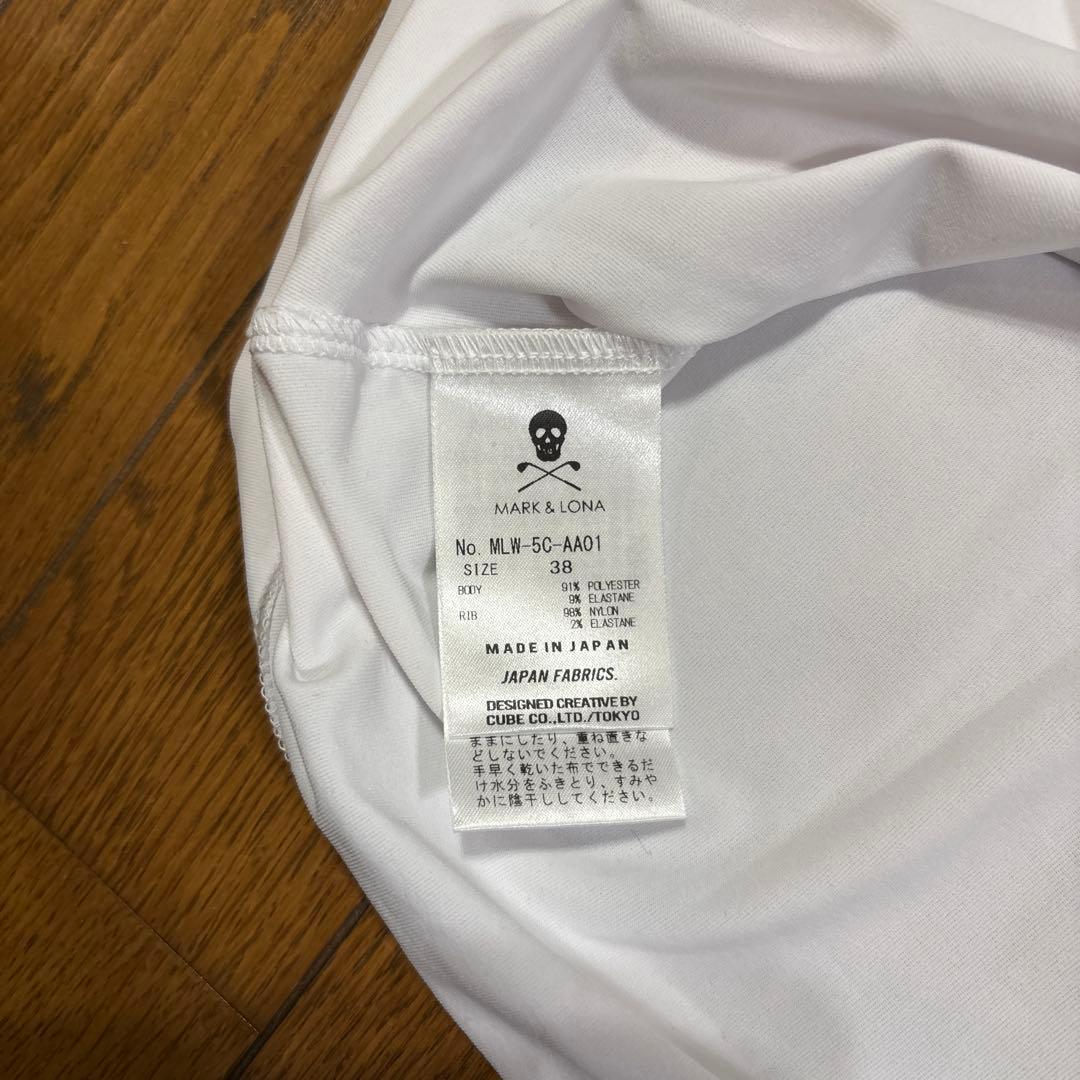 MARK & LONA
No. MLW-5C-AA01
SIZE 38
BODY 91% POLYESTER
9% ELASTANE
RIB 98% NYLON
2% ELASTANE
MADE IN JAPAN
JAPAN FABRICS.
DESIGNED CREATIVE BY
CUBE CO.,LTD./TOKYO
ままにしたり、重ね置きな
どしないでください。
手早く乾いた布でできるだ
け水分をふきとり、すみや
かに陰干ししてください。